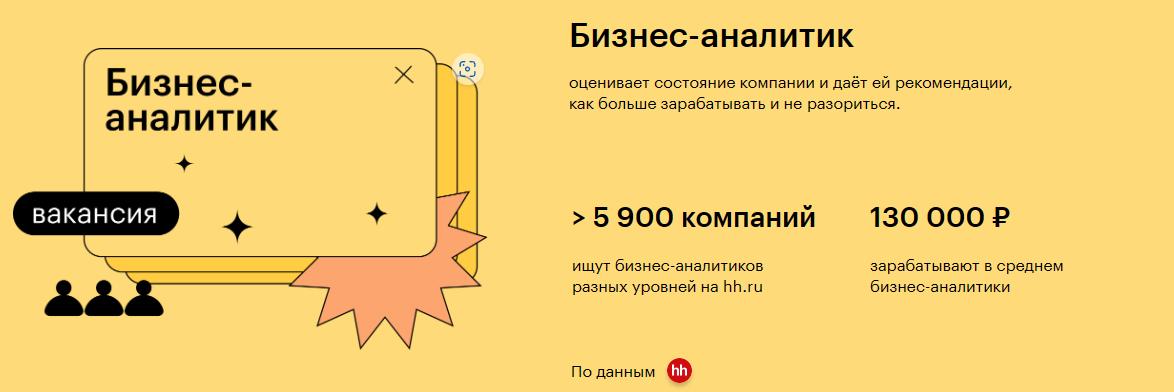 Бизнес-
аналитик
вакансия
Бизнес-аналитик
оценивает состояние компании и даёт ей рекомендации,
как больше зарабатывать и не разориться.
> 5 900 компаний
ищут бизнес-аналитиков
разных уровней на hh.ru
130 000 ₽
зарабатывают в среднем
бизнес-аналитики
По данным hh